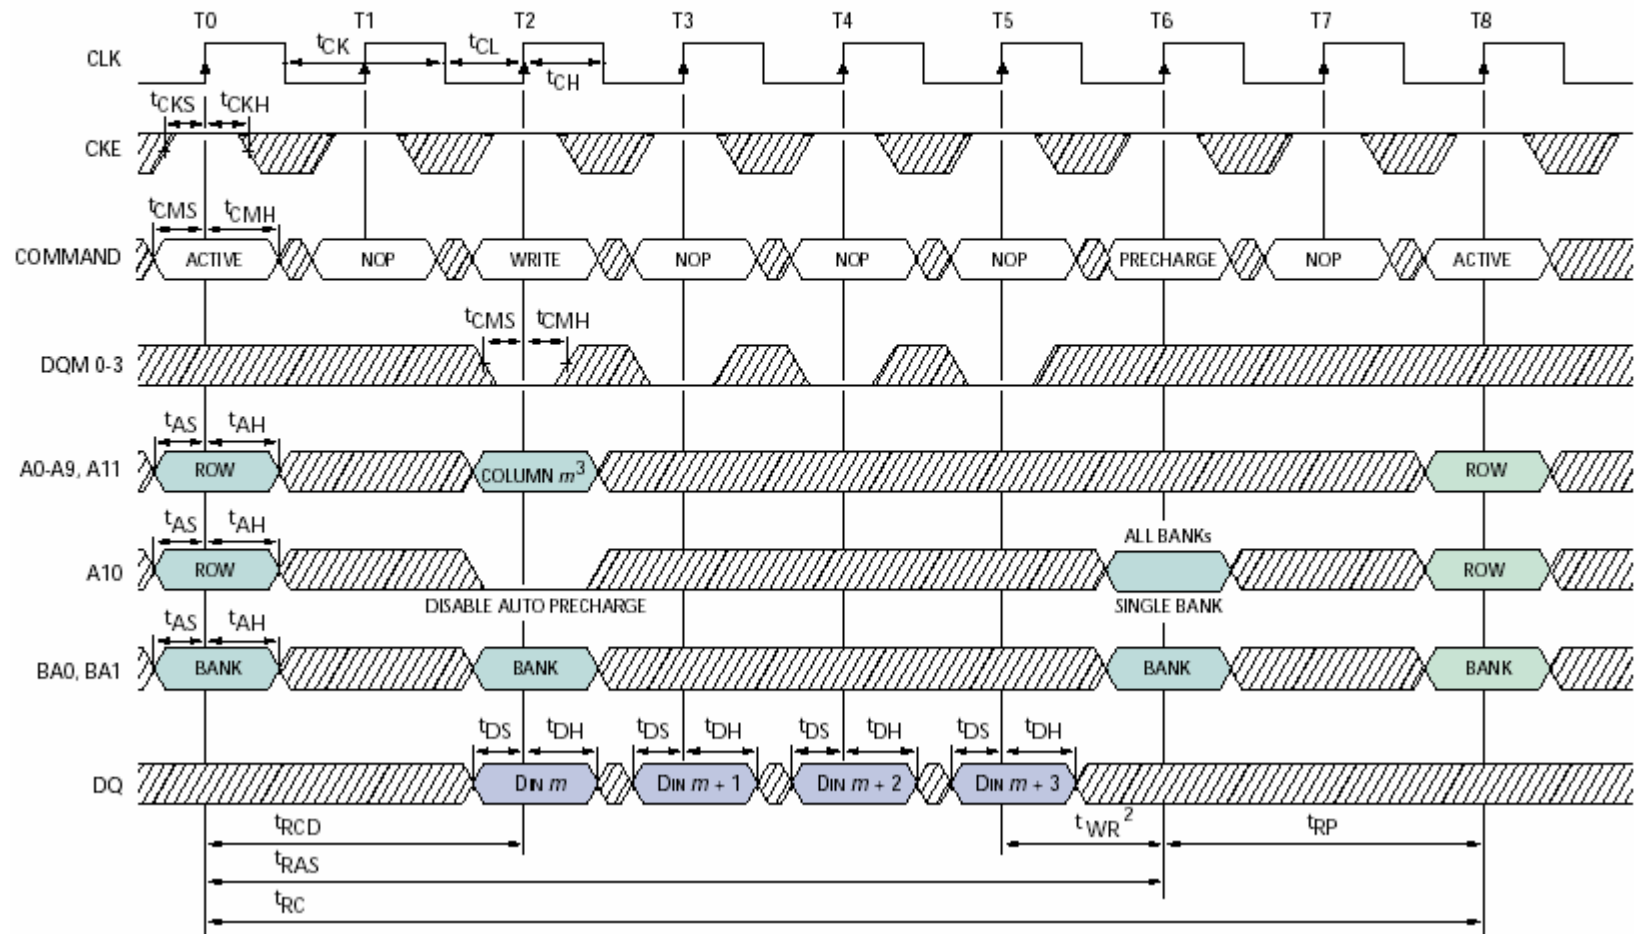 T0 T1 T2 T3 T4 T5 T6 T7 T8
CLK
tCK tCL
tCH
tCKS tCKH
CKE
tCMS tCMH
COMMAND ACTIVE NOP WRITE NOP NOP NOP PRECHARGE NOP ACTIVE
tCMS tCMH
DQM 0-3
tAS tAH
A0-A9, A11 ROW COLUMN m3 ROW
tAS tAH
ALL BANKs
A10 ROW ROW
DISABLE AUTO PRECHARGE SINGLE BANK
tAS tAH
BA0, BA1 BANK BANK BANK BANK
tDS tDH tDS tDH tDS tDH tDS tDH
DQ DIN m DIN m + 1 DIN m + 2 DIN m + 3
tRCD tWR2 tRP
tRAS
tRC